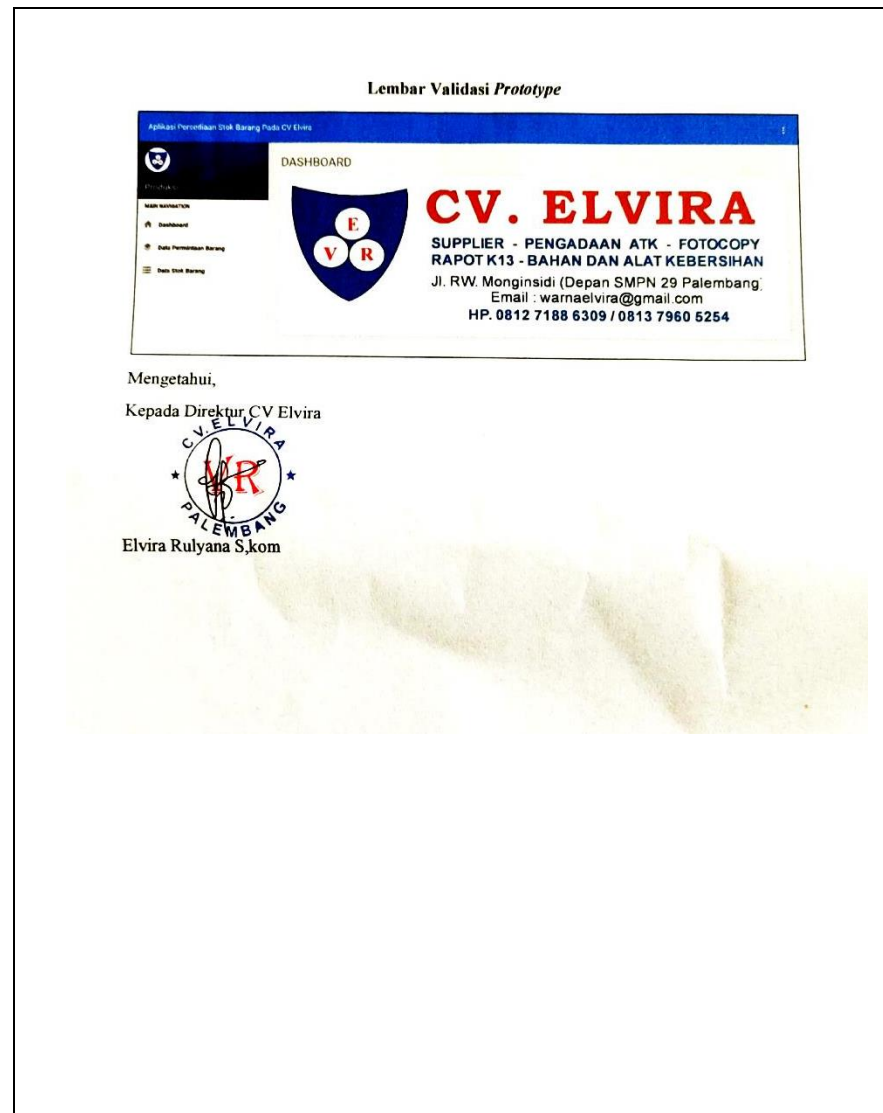 Lembar Validasi Prototype
Aplikasi Persediaan Stok Barang Pada CV Elvira
Produksi
MAIN NAVIGATION
Dashboard
Data Permintaan Barang
Data Stok Barang
DASHBOARD
E
V R
CV. ELVIRA
SUPPLIER - PENGADAAN ATK - FOTOCOPY
RAPOT K13 - BAHAN DAN ALAT KEBERSIHAN
Jl. RW. Monginsidi (Depan SMPN 29 Palembang)
Email : warnaelvira@gmail.com
HP. 0812 7188 6309 / 0813 7960 5254
Mengetahui,
Kepada Direktur CV Elvira
CV. ELVIRA
VR
PALEMBANG
Elvira Rulyana S,kom